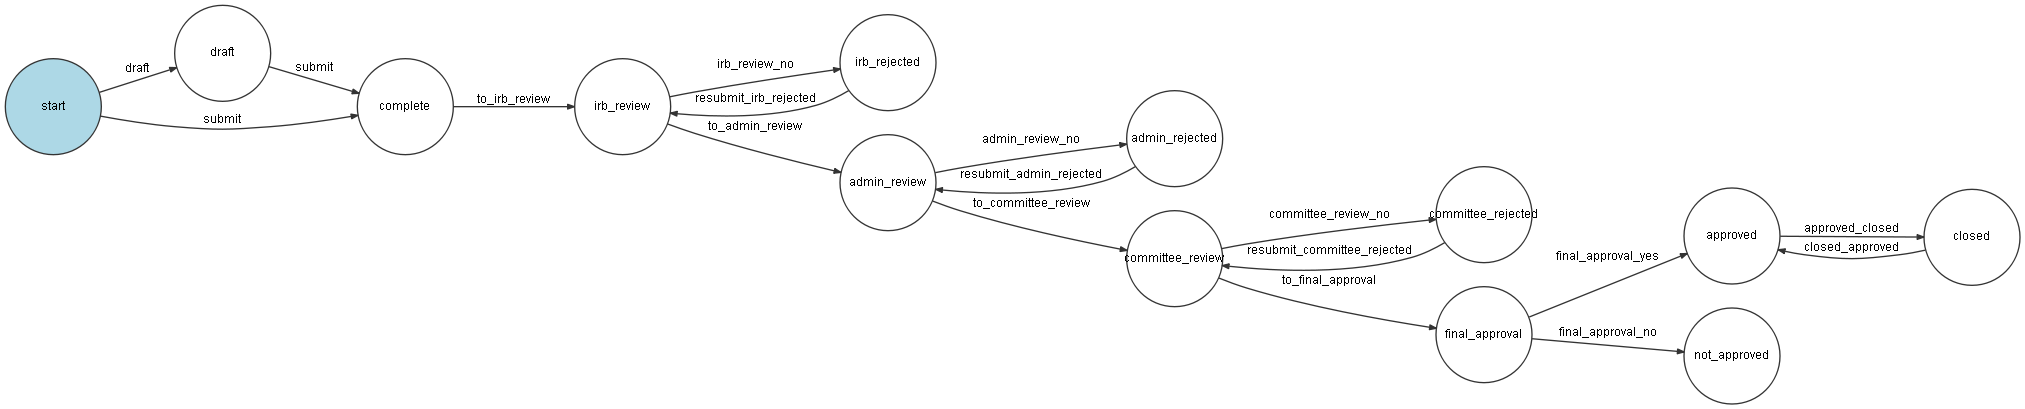 start
draft
draft
submit
submit
complete
to_irb_review
irb_review
irb_review_no
irb_rejected
resubmit_irb_rejected
to_admin_review
admin_review
admin_review_no
admin_rejected
resubmit_admin_rejected
to_committee_review
committee_review
committee_review_no
committee_rejected
resubmit_committee_rejected
to_final_approval
final_approval
final_approval_yes
approved
approved_closed
closed_approved
closed
final_approval_no
not_approved